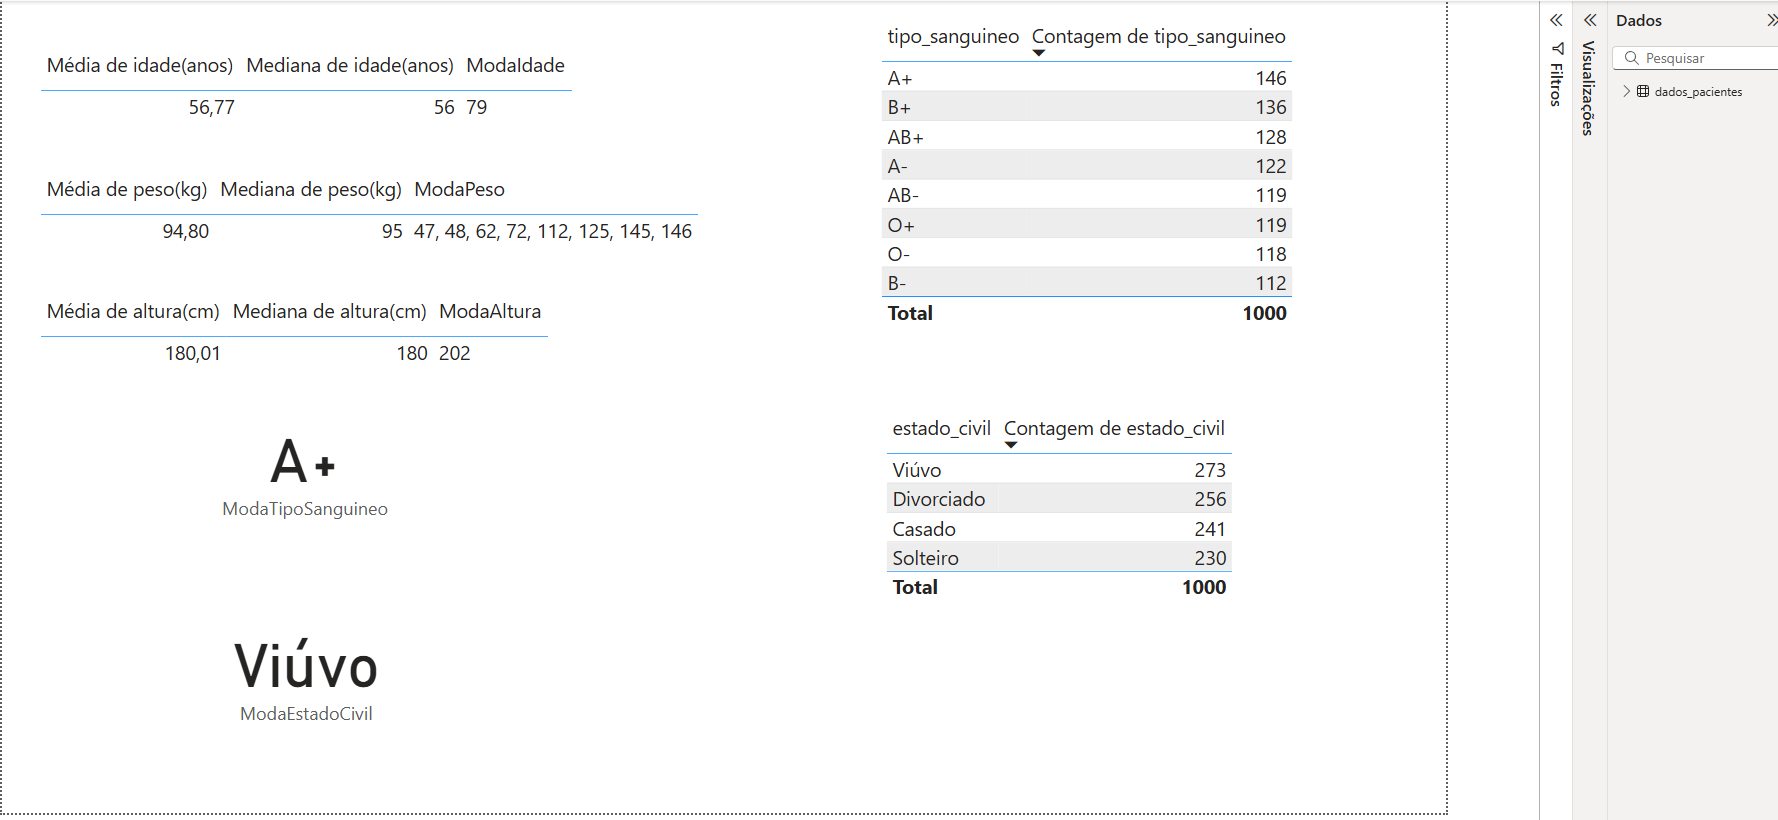 Média de idade(anos) Mediana de idade(anos) ModaIdade
56,77 56 79
Média de peso(kg) Mediana de peso(kg) ModaPeso
94,80 95 47, 48, 62, 72, 112, 125, 145, 146
Média de altura(cm) Mediana de altura(cm) ModaAltura
180,01 180 202
A+
ModaTipoSanguineo
Viúvo
ModaEstadoCivil
tipo_sanguineo Contagem de tipo_sanguineo
A+ 146
B+ 136
AB+ 128
A- 122
AB- 119
O+ 119
O- 118
B- 112
Total 1000
estado_civil Contagem de estado_civil
Viúvo 273
Divorciado 256
Casado 241
Solteiro 230
Total 1000
Filtros
Visualizações
Dados
Pesquisar
dados_pacientes